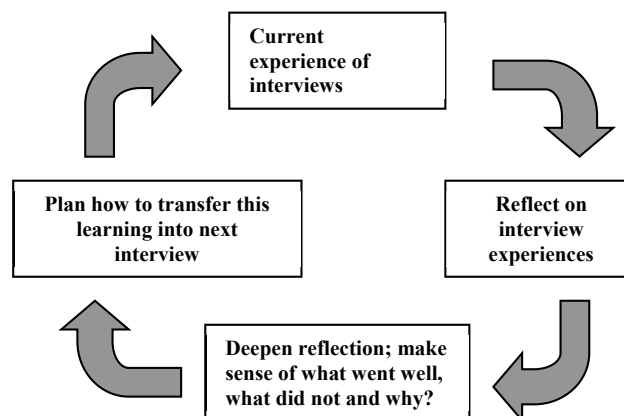 Current
experience of
interviews
Reflect on
interview
experiences
Deepen reflection; make
sense of what went well,
what did not and why?
Plan how to transfer this
learning into next
interview